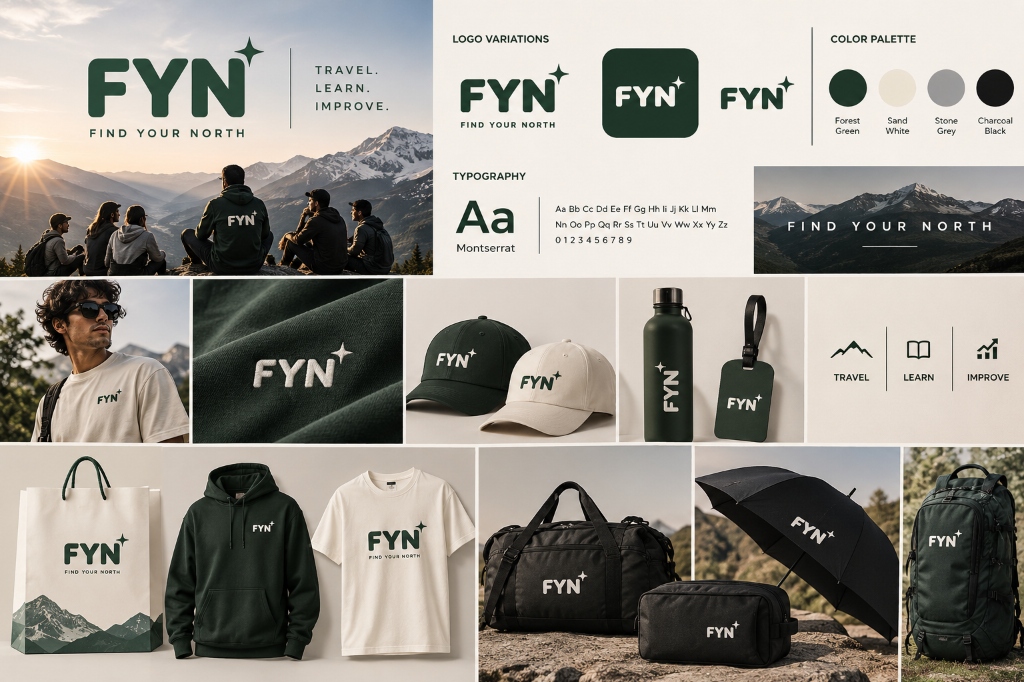 FYN
FIND YOUR NORTH
TRAVEL.
LEARN.
IMPROVE.
FYN
LOGO VARIATIONS
FYN
FIND YOUR NORTH
FYN
FYN
COLOR PALETTE
Forest
Green
Sand
White
Stone
Grey
Charcoal
Black
TYPOGRAPHY
Aa
Montserrat
Aa Bb Cc Dd Ee Ff Gg Hh Ii Jj Kk Ll Mm
Nn Oo Pp Qq Rr Ss Tt Uu Vv Ww Xx Yy Zz
0 1 2 3 4 5 6 7 8 9
FIND YOUR NORTH
FYN
FYN
FYN
FYN
FYN
FYN
TRAVEL
LEARN
IMPROVE
FYN
FIND YOUR NORTH
FYN
FYN
FIND YOUR NORTH
FYN
FYN
FYN
FYN